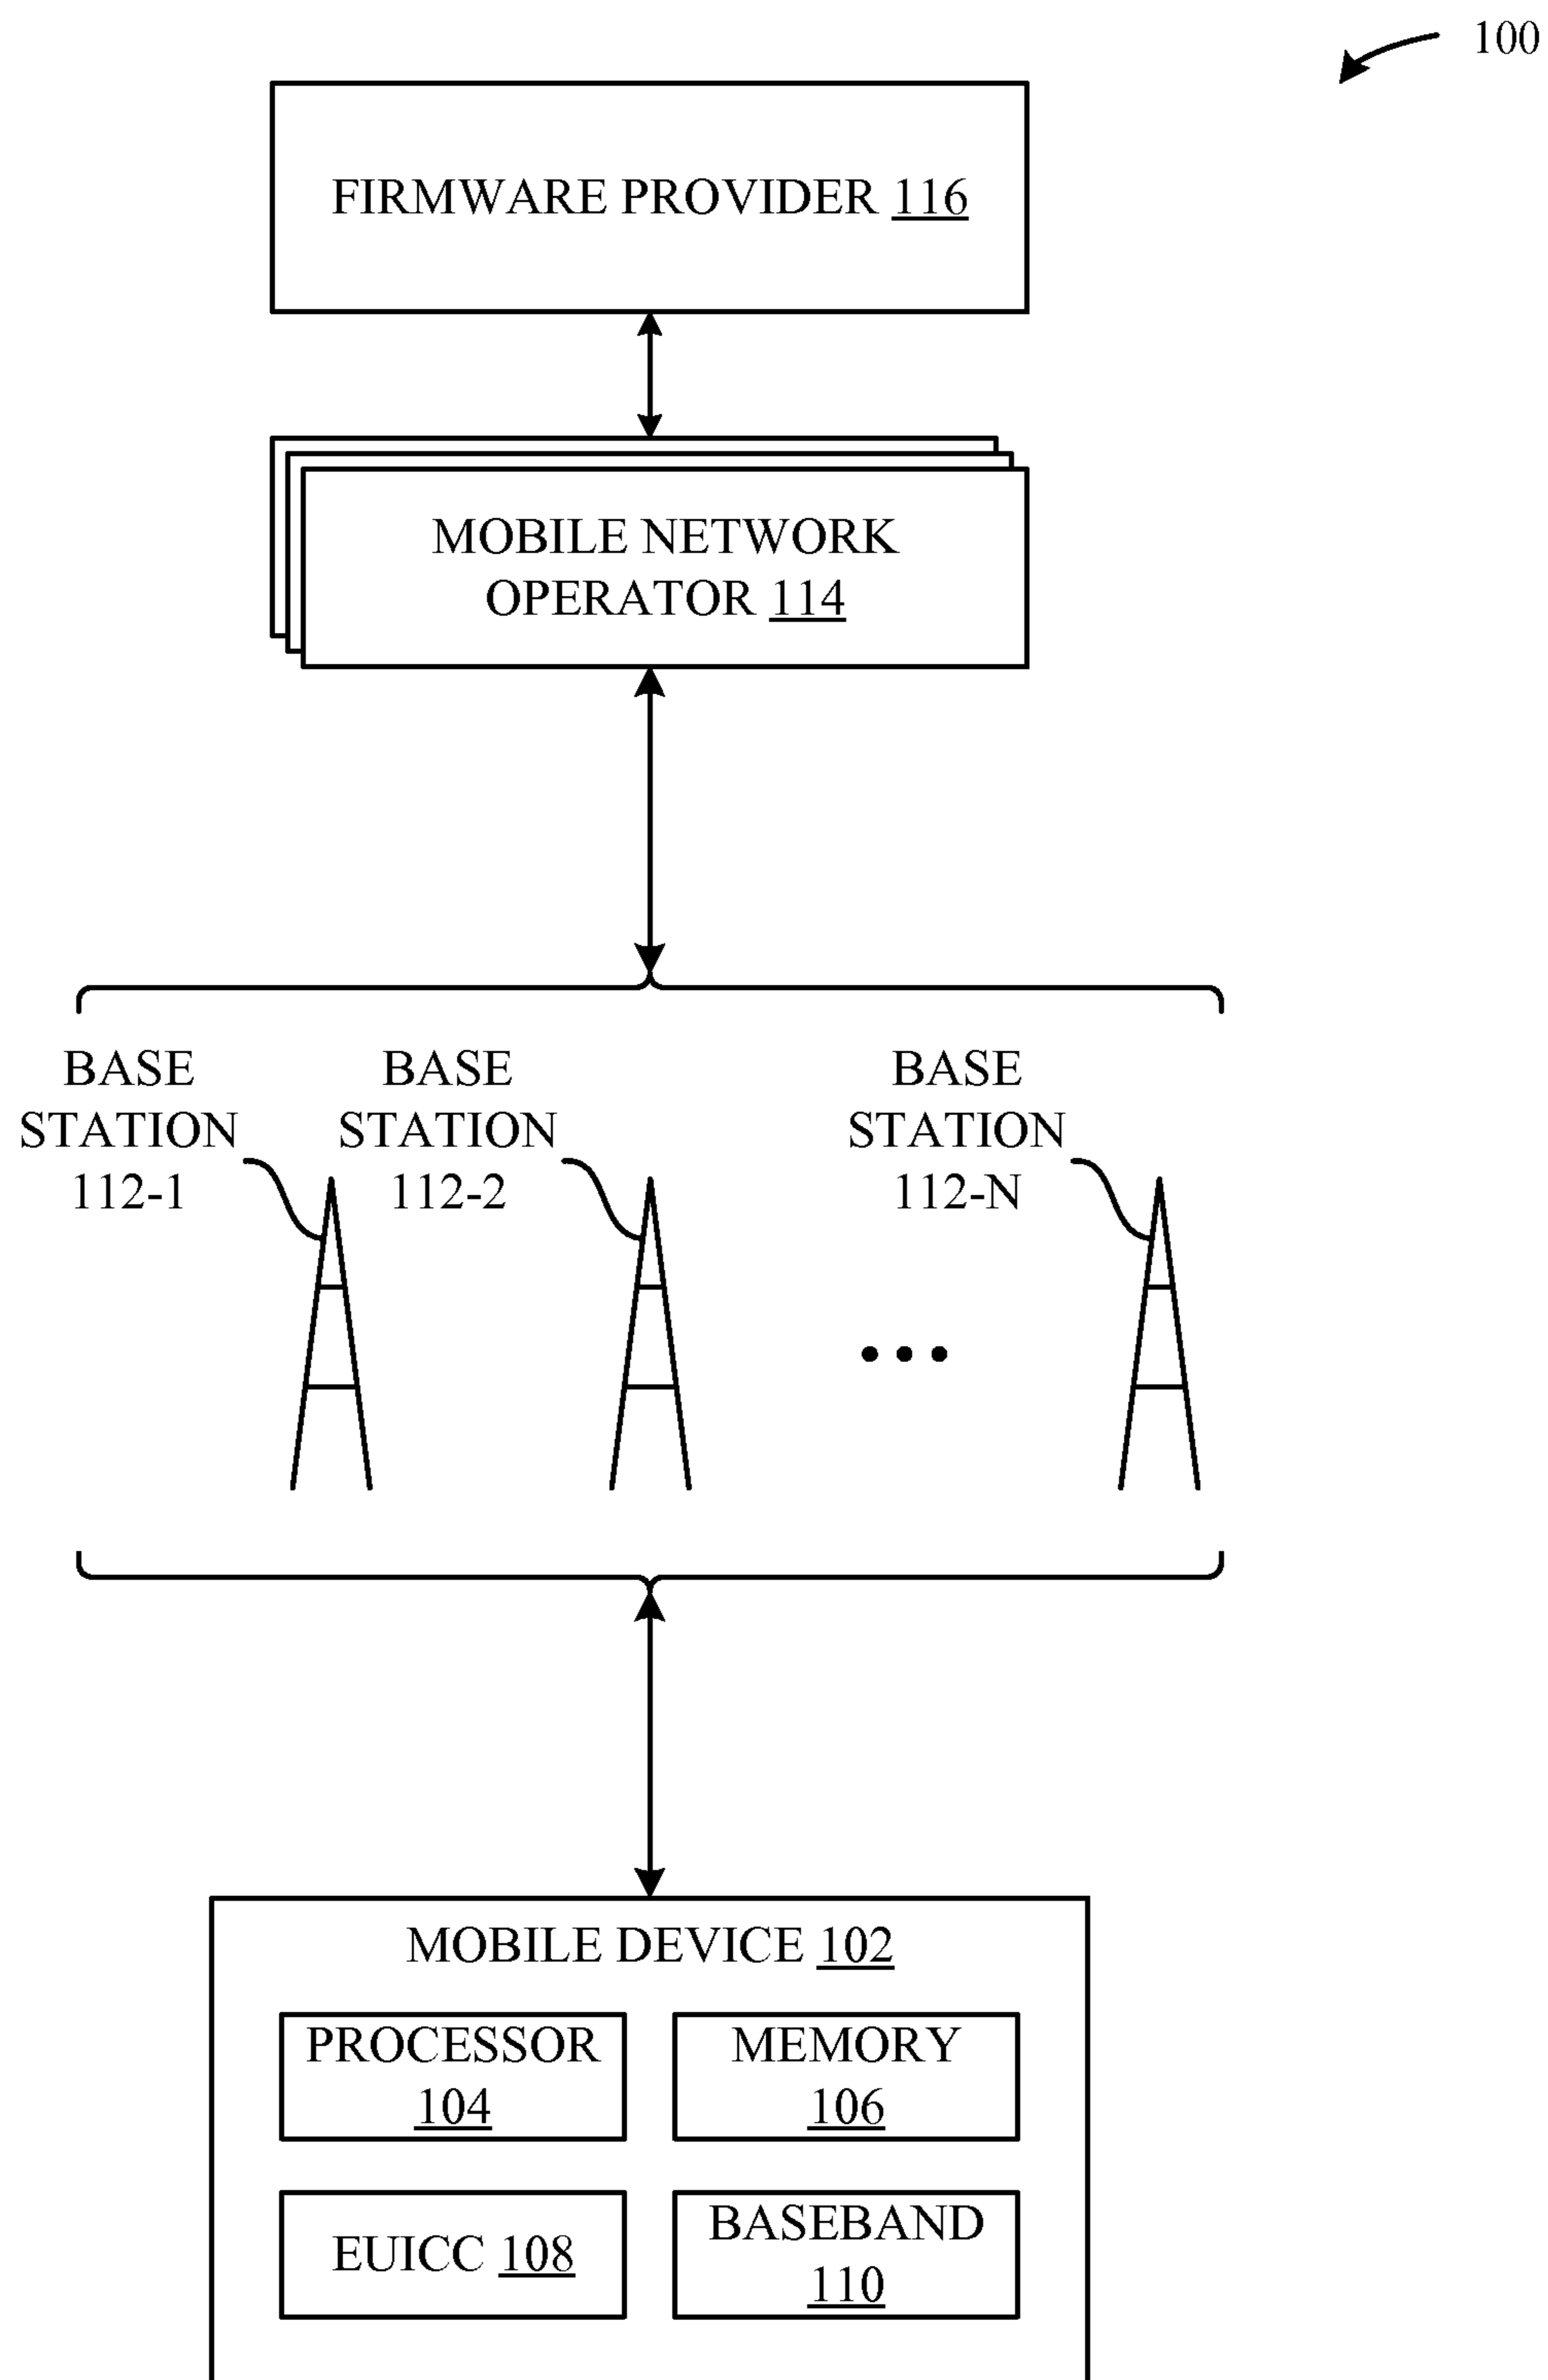 100
FIRMWARE PROVIDER 116
MOBILE NETWORK
OPERATOR 114
BASE
STATION
112-1
BASE
STATION
112-2
BASE
STATION
112-N
MOBILE DEVICE 102
PROCESSOR
104
MEMORY
106
EUICC 108
BASEBAND
110